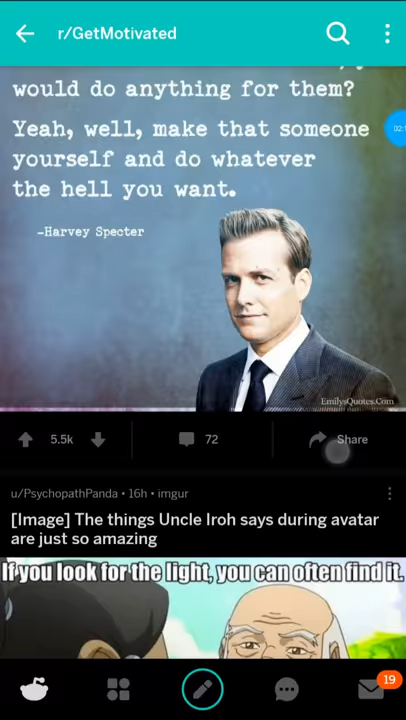 r/GetMotivated
would do anything for them?
Yeah, well, make that someone
yourself and do whatever
the hell you want.
-Harvey Specter
EmilysQuotes.Com
5.5k
72
Share
u/PsychopathPanda • 16h • imgur
[Image] The things Uncle Iroh says during avatar
are just so amazing
If you look for the light, you can often find it.
19